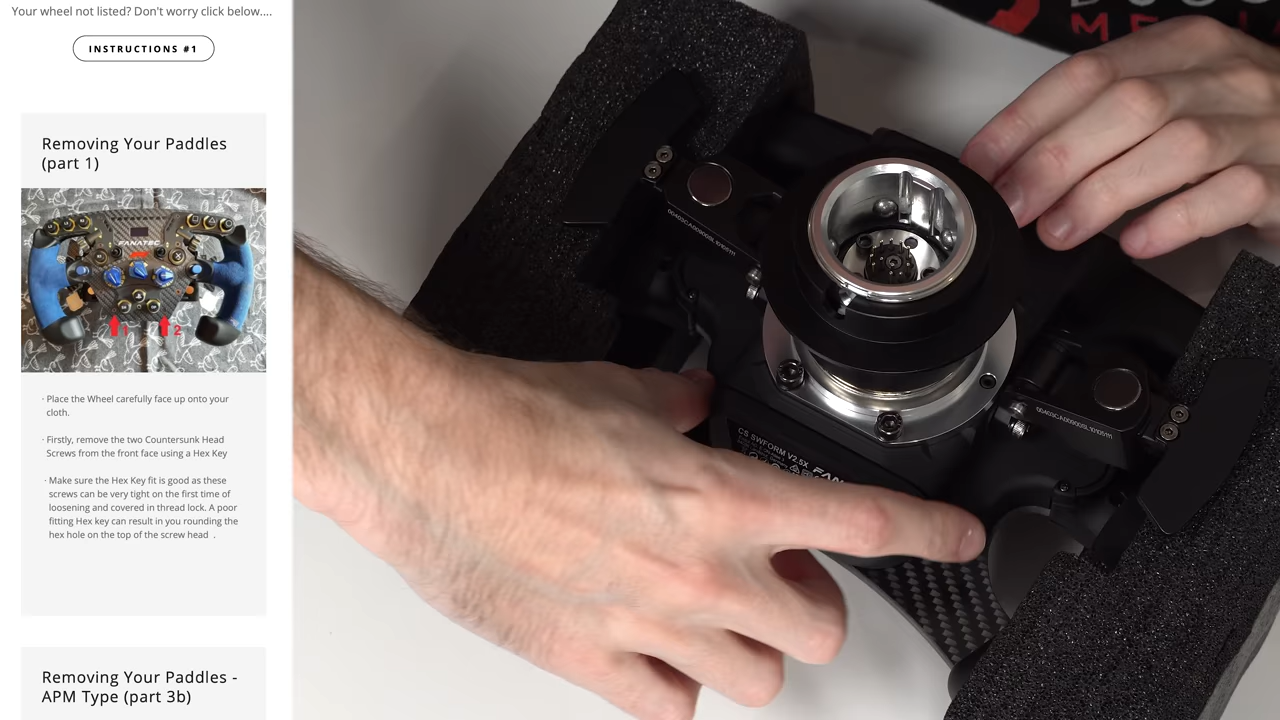 Your wheel not listed? Don't worry click below....
INSTRUCTIONS #1
Removing Your Paddles
(part 1)
FANATEC
1
2
· Place the Wheel carefully face up onto your
cloth.
· Firstly, remove the two Countersunk Head
Screws from the front face using a Hex Key
· Make sure the Hex Key fit is good as these
screws can be very tight on the first time of
loosening and covered in thread lock. A poor
fitting Hex key can result in you rounding the
hex hole on the top of the screw head .
Removing Your Paddles -
APM Type (part 3b)
CS SWFORM V2.5X